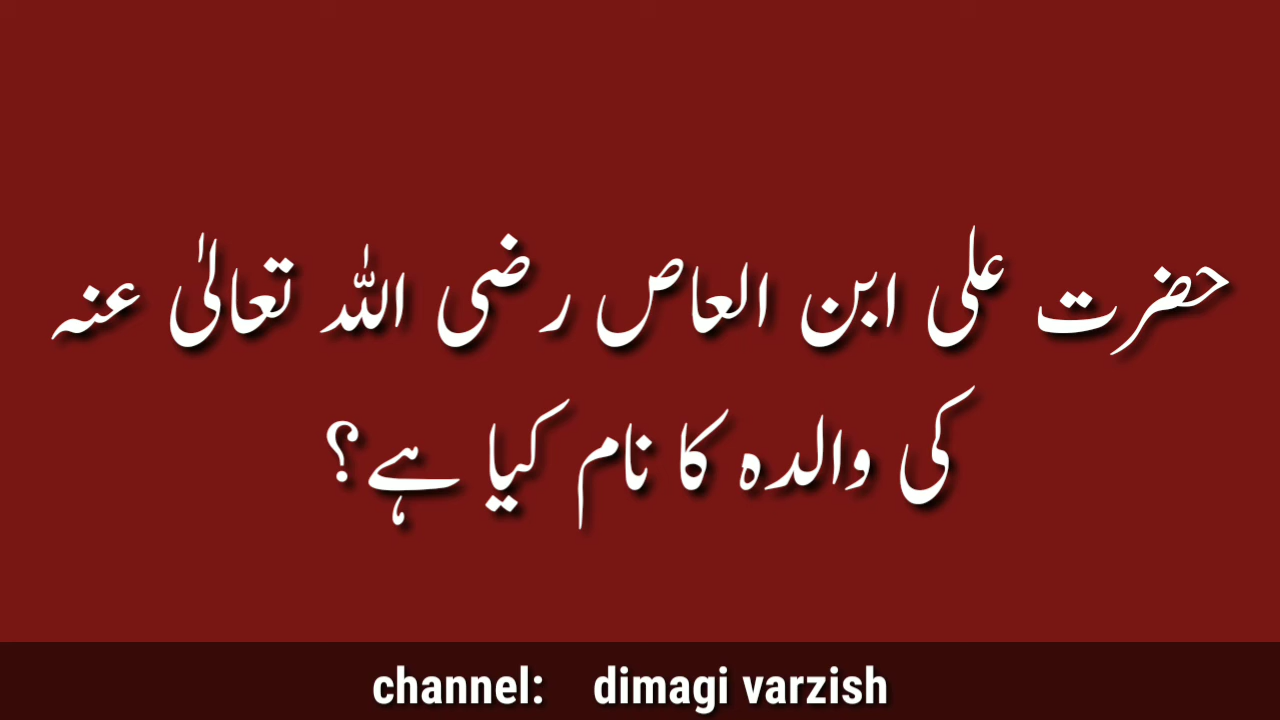 حضرت علی ابن العاص رضی اللہ تعالیٰ عنہ
کی والدہ کا نام کیا ہے؟
channel: dimagi varzish